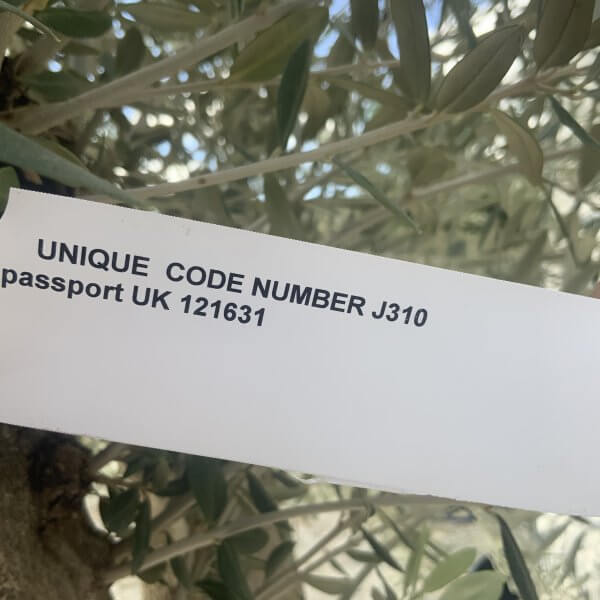 UNIQUE CODE NUMBER J310
passport UK 121631